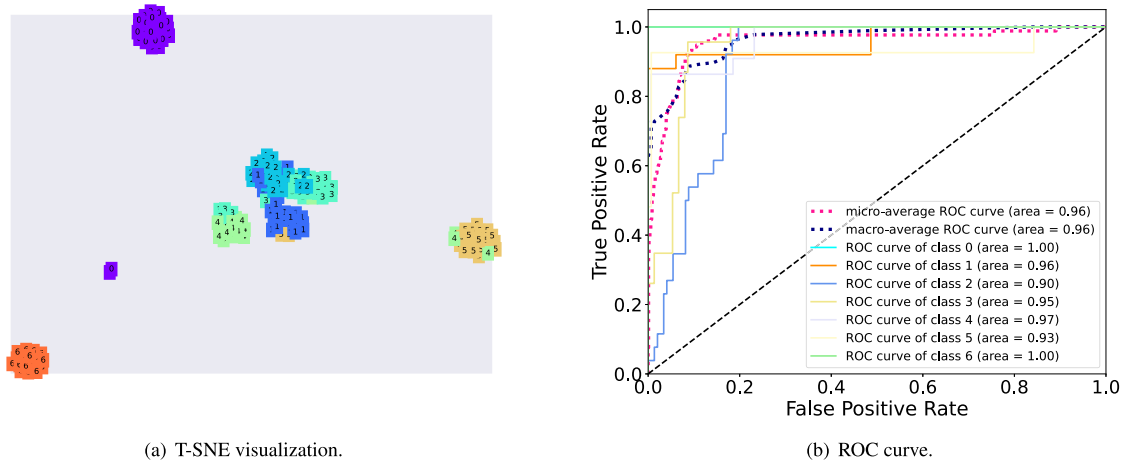 True Positive Rate
1.0
0.8
0.6
0.4
0.2
0.0
micro-average ROC curve (area = 0.96)
macro-average ROC curve (area = 0.96)
ROC curve of class 0 (area = 1.00)
ROC curve of class 1 (area = 0.96)
ROC curve of class 2 (area = 0.90)
ROC curve of class 3 (area = 0.95)
ROC curve of class 4 (area = 0.97)
ROC curve of class 5 (area = 0.93)
ROC curve of class 6 (area = 1.00)
0.0 0.2 0.4 0.6 0.8 1.0
False Positive Rate
(a) T-SNE visualization.
(b) ROC curve.